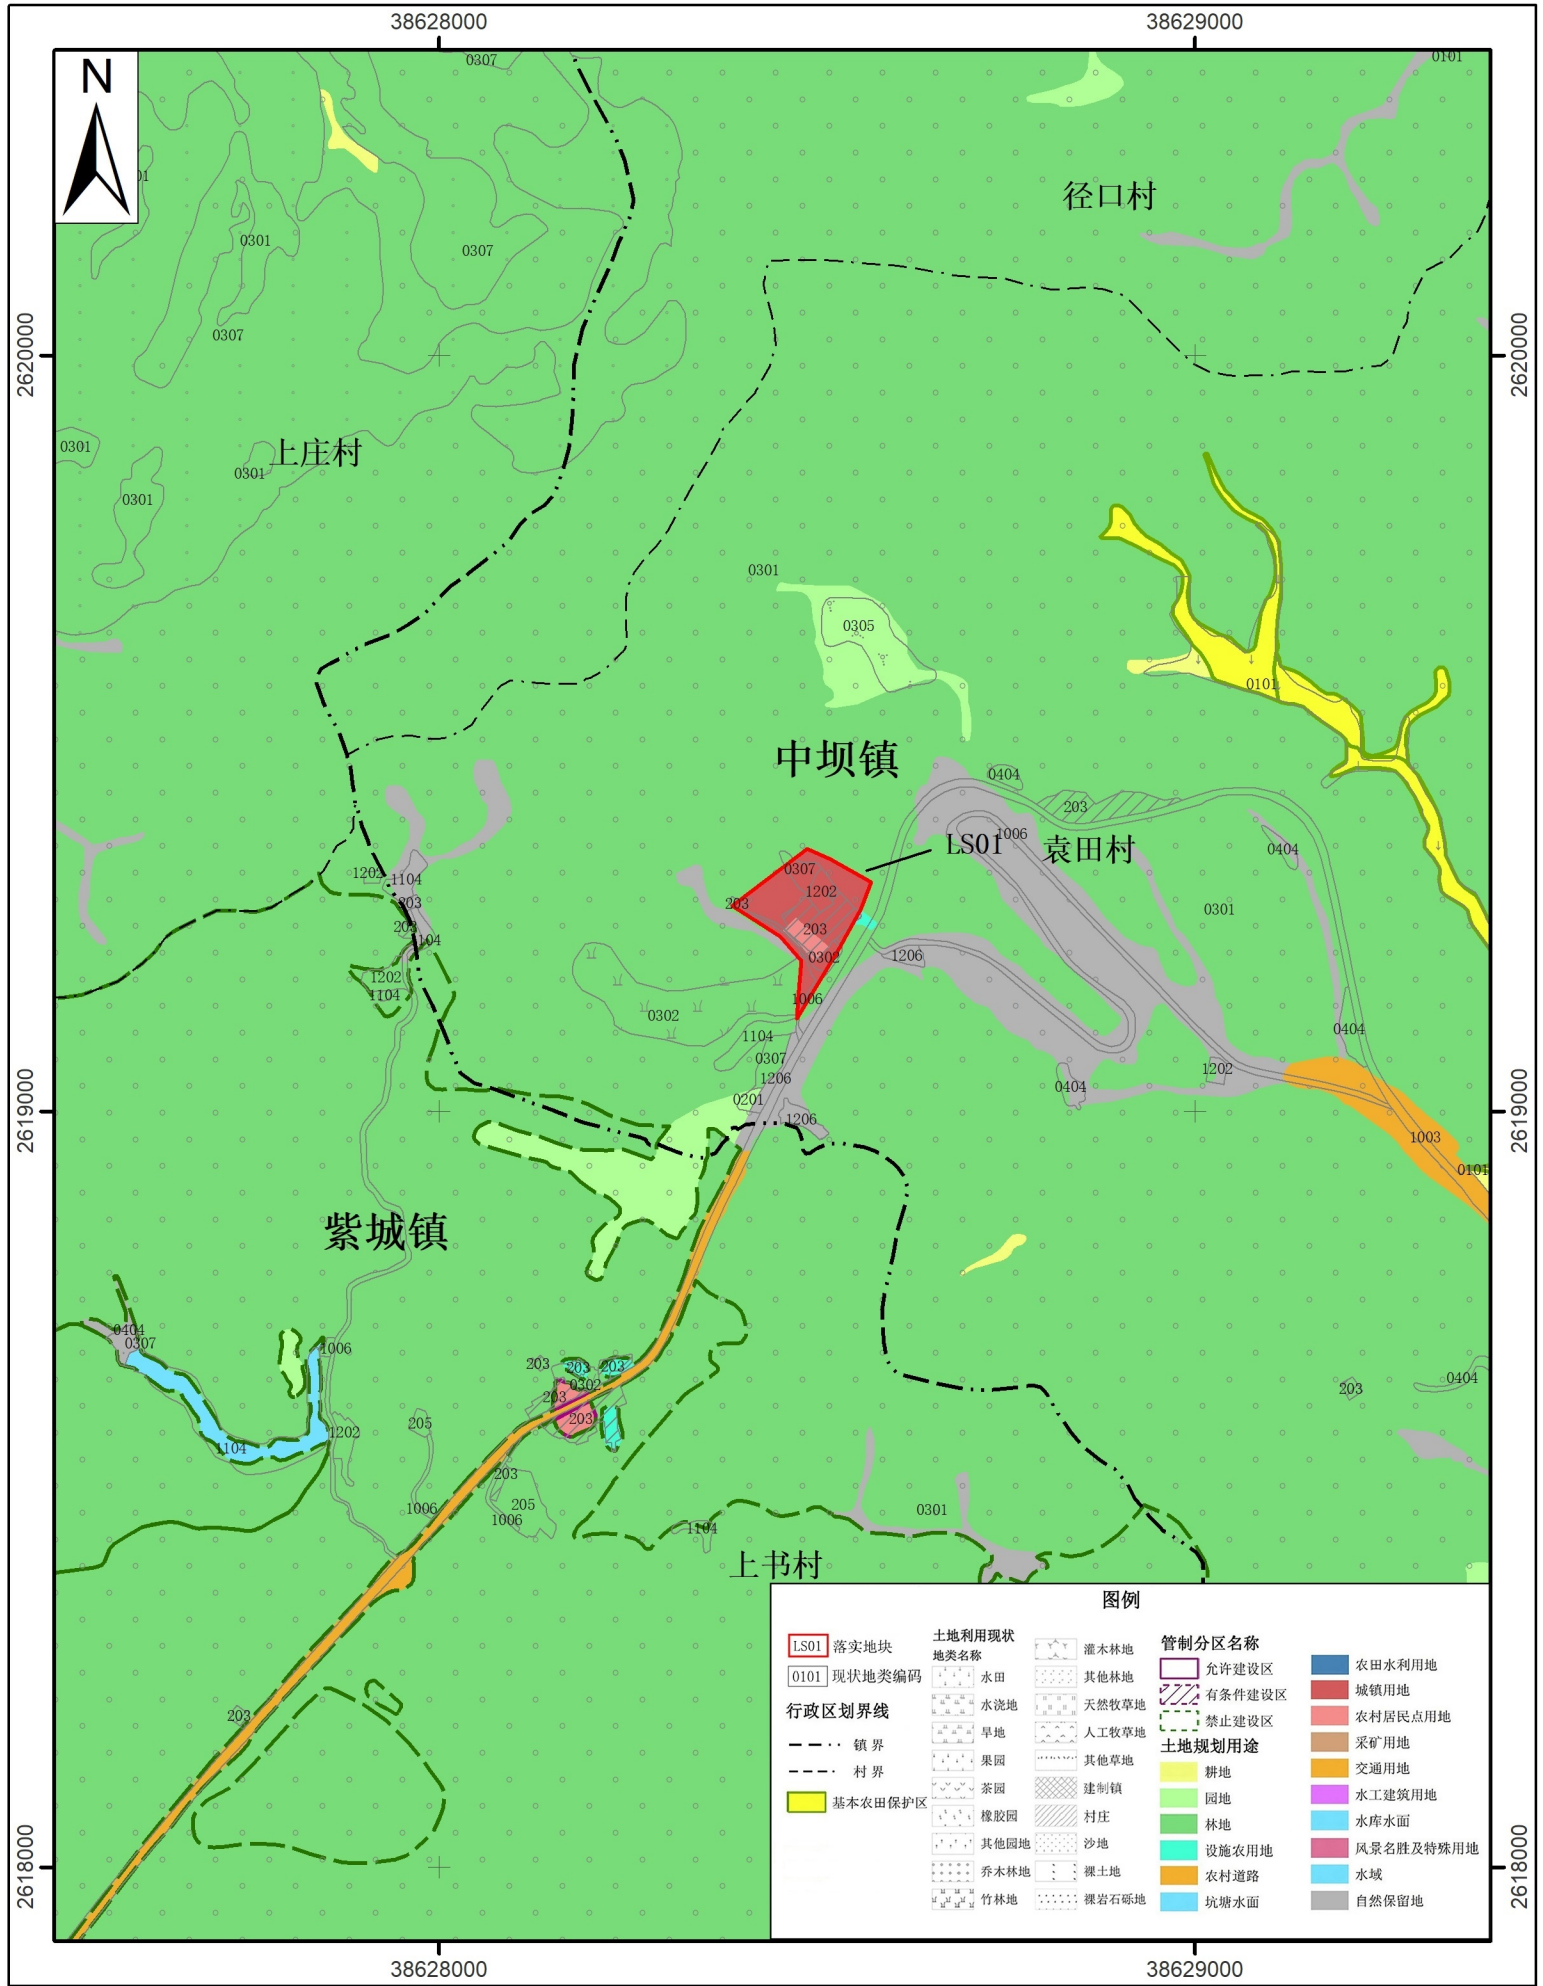 38628000
38629000
N
0307
0101
径口村
0301
0307
0307
2620000
2620000
上庄村
0301
0301
0301
0301
0305
0101
中坝镇
0404
203
1006
袁田村
LS01
0404
0307
1202
1202
1104
203
203
203
203
0301
1104
0302
1206
1202
1104
1006
0302
1104
0404
0307
1202
1206
0404
0201
2619000
2619000
1206
1003
0101
紫城镇
0404
0307
1006
203
203
203
0302
203
203
0404
203
205
1202
1104
203
205
1006
1006
0301
1104
上书村
203
图例
LS01 落实地块
0101 现状地类编码
行政区划界线
镇界
村界
基本农田保护区
土地利用现状
地类名称
水田
水浇地
旱地
果园
茶园
橡胶园
其他园地
乔木林地
竹林地
灌木林地
其他林地
天然牧草地
人工牧草地
其他草地
建制镇
村庄
沙地
裸土地
裸岩石砾地
管制分区名称
允许建设区
有条件建设区
禁止建设区
土地规划用途
耕地
园地
林地
设施农用地
农村道路
坑塘水面
农田水利用地
城镇用地
农村居民点用地
采矿用地
交通用地
水工建筑用地
水库水面
风景名胜及特殊用地
水域
自然保留地
2618000
2618000
38628000
38629000